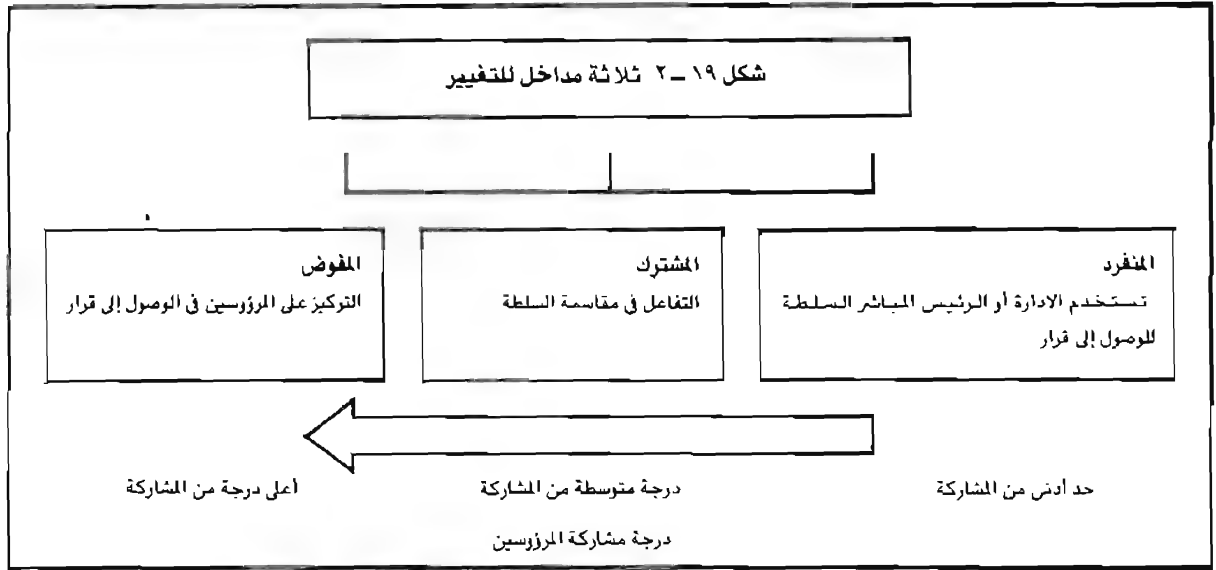 شكل ١٩ – ٢ ثلاثة مداخل للتغيير
المنفرد
تستخدم الادارة أو الرئيس المباشر السلطة
للوصول إلى قرار
المشترك
التفاعل في مقاسمة السلطة
المفوض
التركيز على المرؤوسين في الوصول إلى قرار
حد أدنى من المشاركة
درجة متوسطة من المشاركة
أعلى درجة من المشاركة
درجة مشاركة المرؤوسين